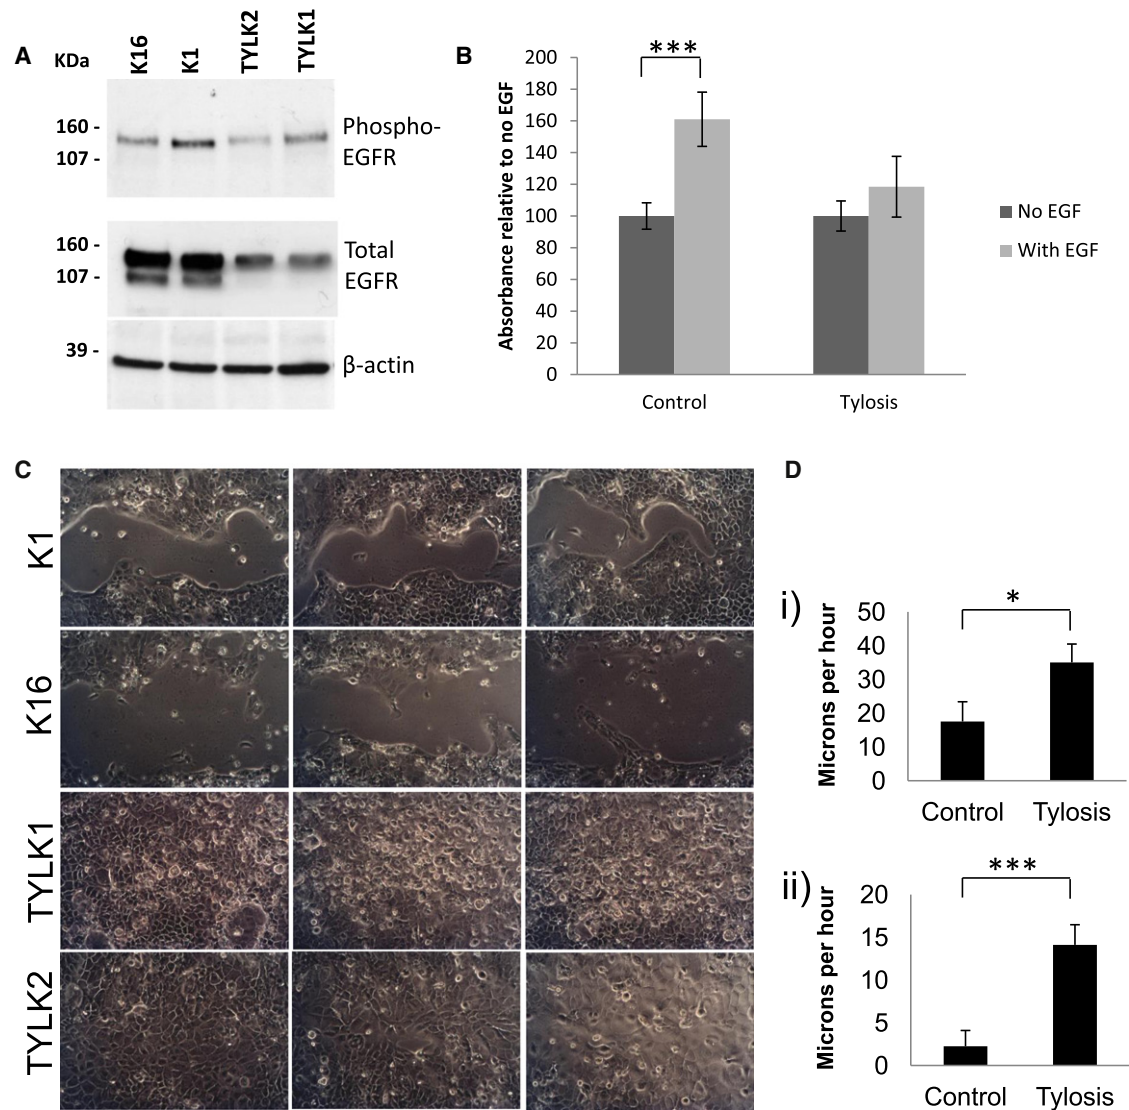 A
KDa
K16
K1
TYLK2
TYLK1
160 -
107 -
Phospho-
EGFR
160 -
107 -
Total
EGFR
39 -
β-actin
B
Absorbance relative to no EGF
200
180
160
140
120
100
80
60
40
20
0
***
Control
Tylosis
No EGF
With EGF
C
K1
K16
TYLK1
TYLK2
D
i)
Microns per hour
50
40
30
20
10
0
*
Control
Tylosis
ii)
Microns per hour
20
15
10
5
0
***
Control
Tylosis